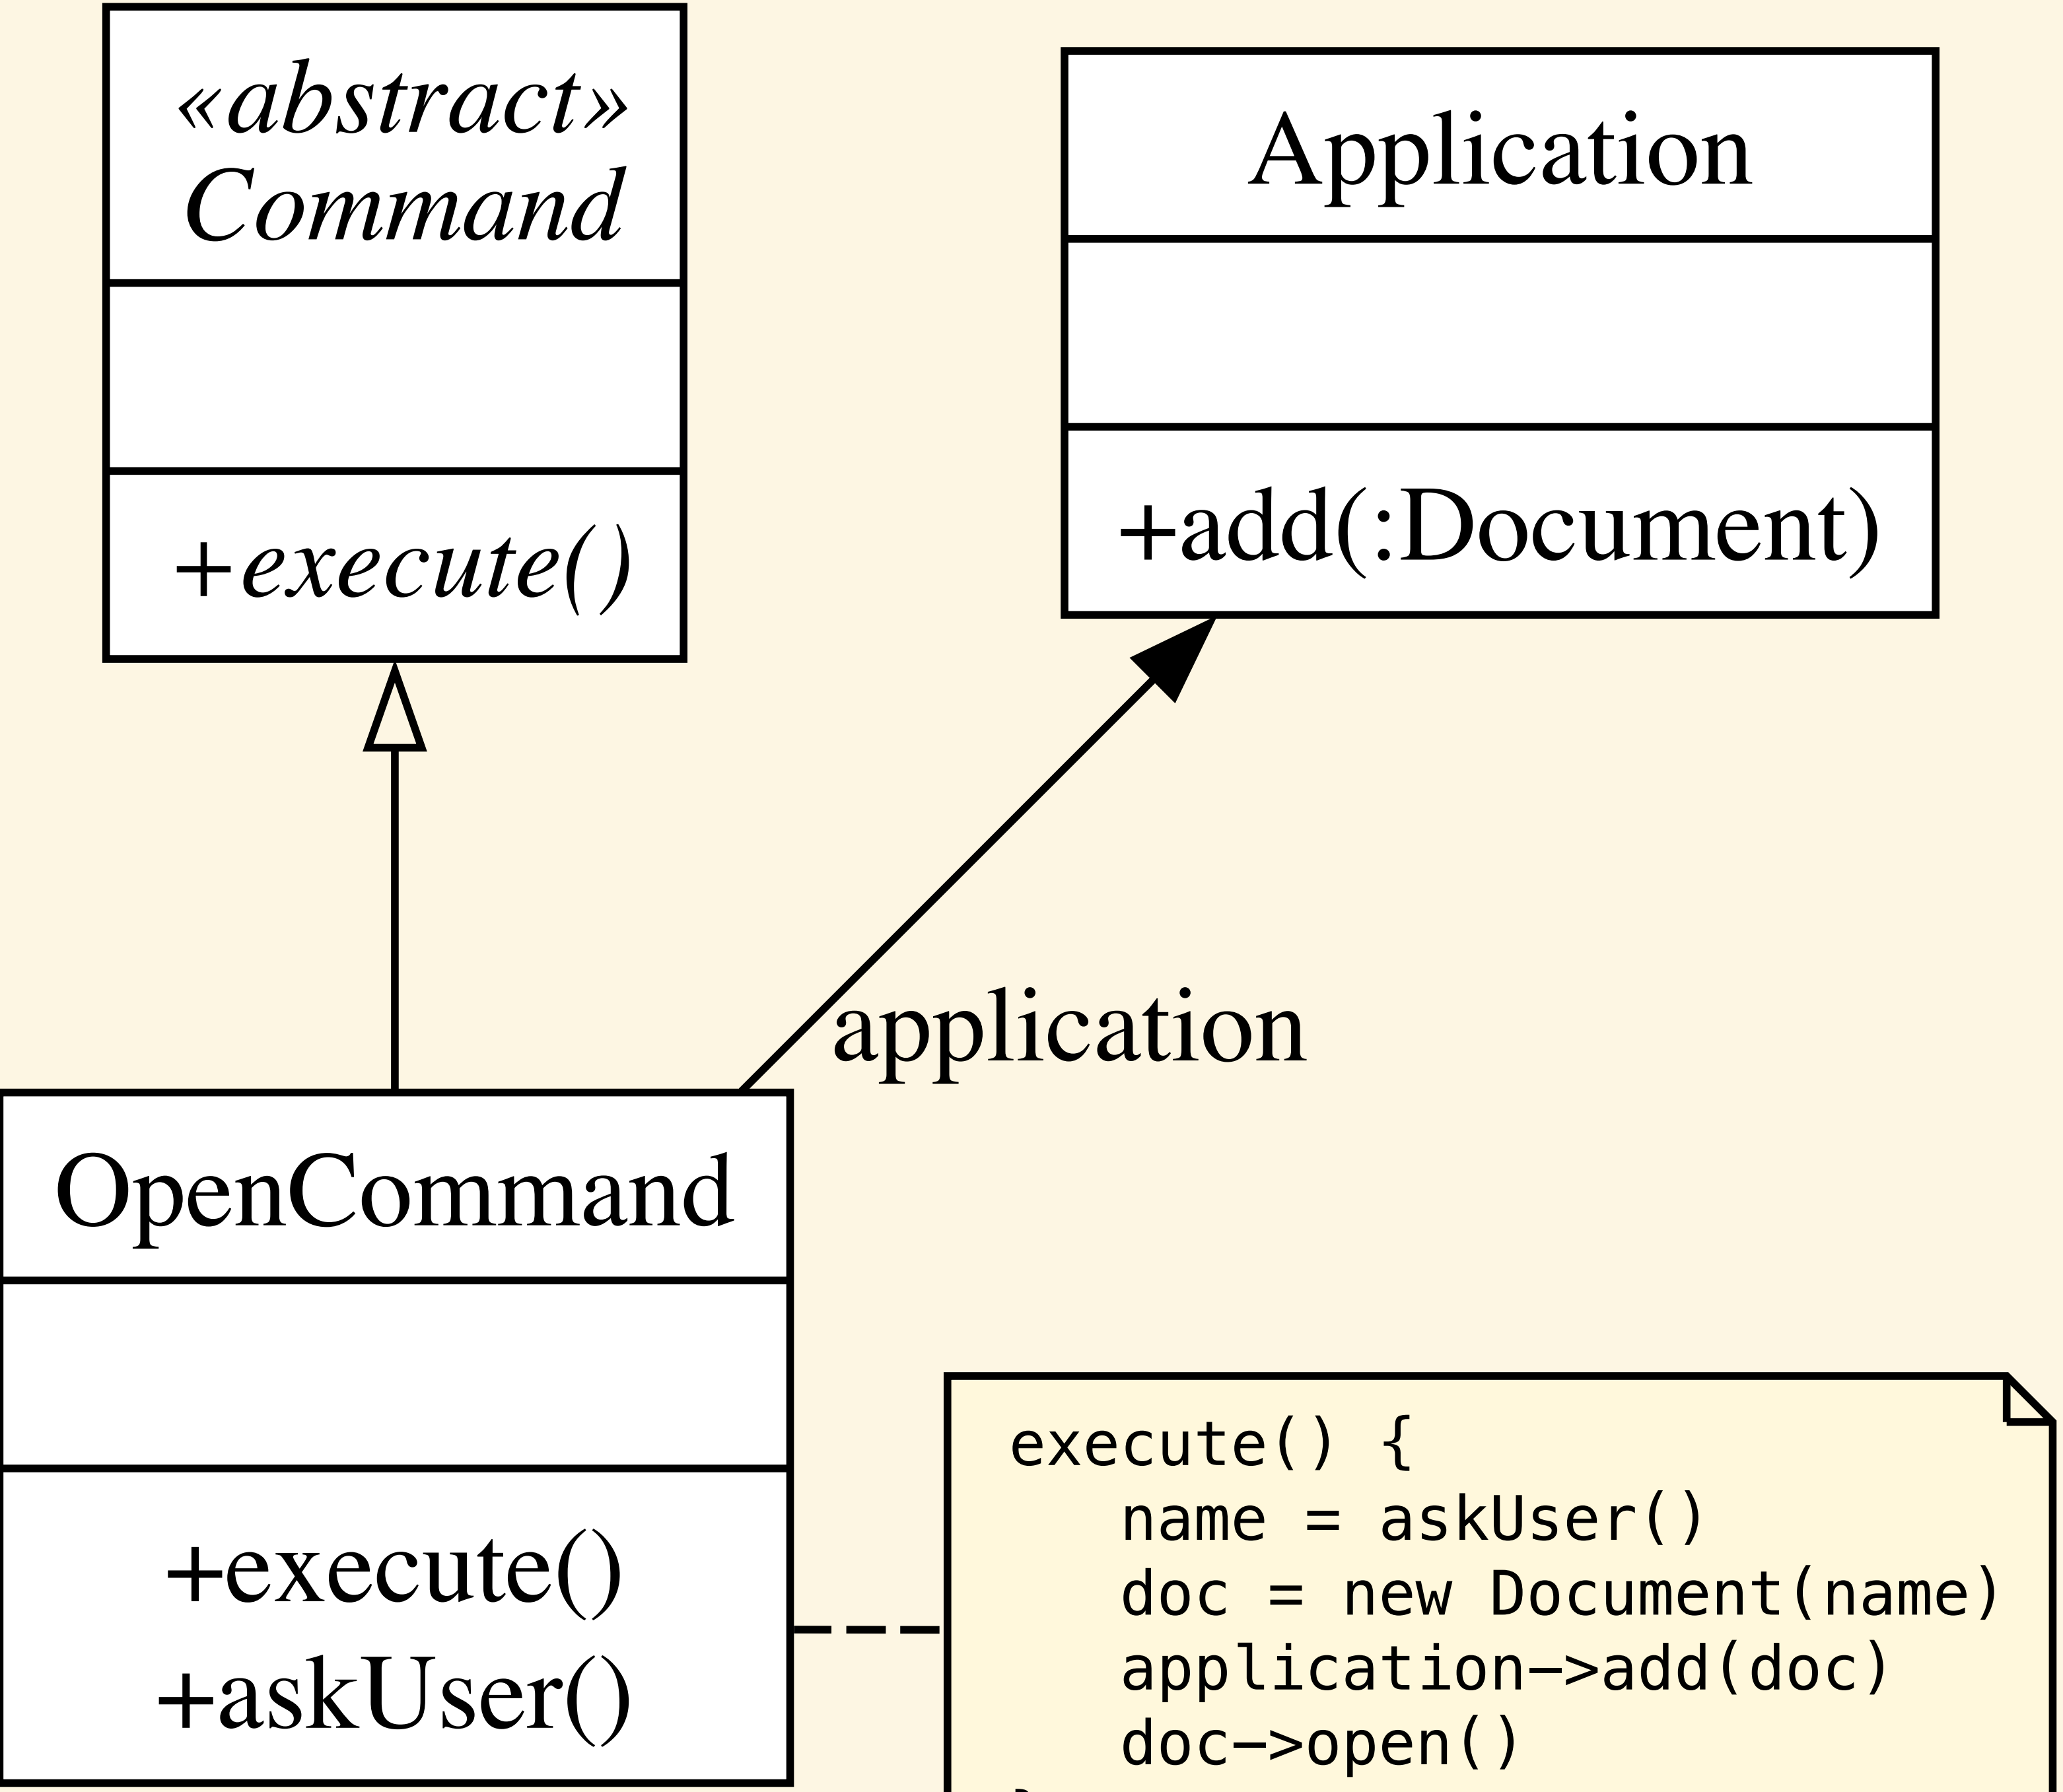 «abstract»
Command
+execute()
Application
+add(:Document)
application
OpenCommand
+execute()
+askUser()
execute() {
name = askUser()
doc = new Document(name)
application->add(doc)
doc->open()